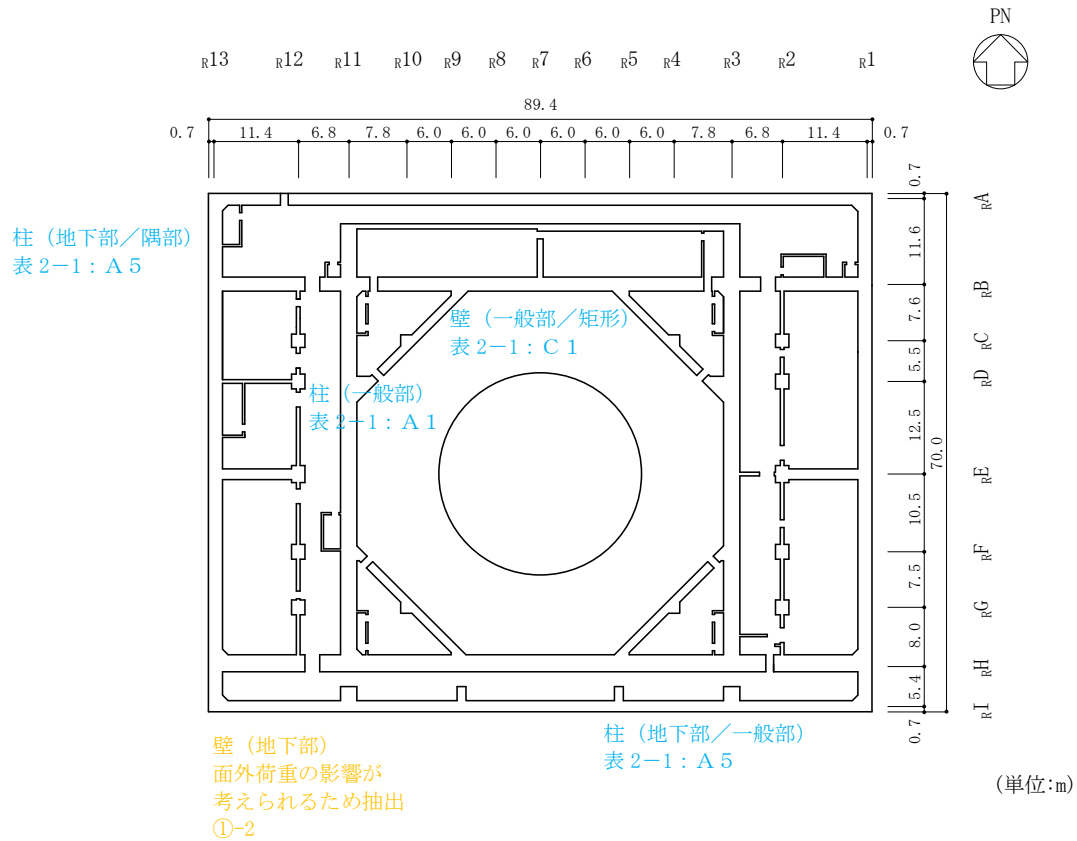 PN
R13 R12 R11 R10 R9 R8 R7 R6 R5 R4 R3 R2 R1
89.4
0.7 11.4 6.8 7.8 6.0 6.0 6.0 6.0 6.0 6.0 7.8 6.8 11.4 0.7
柱（地下部／隅部）
表2－1：A5
壁（一般部／矩形）
表2－1：C1
柱（一般部）
表2－1：A1
0.7
11.6
7.6
5.5
12.5
10.5
7.5
8.0
5.4
0.7
70.0
RA
RB
RC
RD
RE
RF
RG
RH
RI
柱（地下部／一般部）
表2－1：A5
壁（地下部）
面外荷重の影響が
考えられるため抽出
①-2
(単位:m)